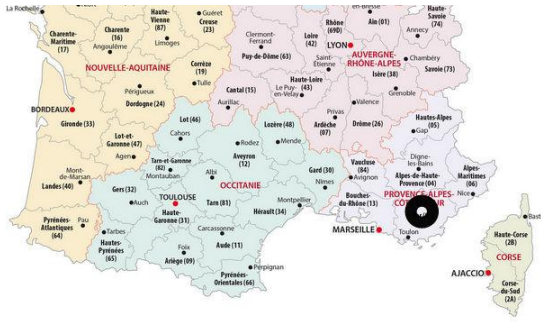 La Rochelle
Charente-
Maritime
(17)
Charente
(16)
Angoulême
Haute-
Vienne
(87)
Limoges
Guéret
Creuse
(23)
NOUVELLE-AQUITAINE
Corrèze
(19)
Tulle
Périgueux
Dordogne (24)
BORDEAUX
Gironde (33)
Lot-et-
Garonne
(47)
Agen
Mont-
de-Marsan
Landes (40)
Pyrénées-
Atlantiques
(64)
Pau
Clermont-
Ferrand
Puy-de-Dôme (63)
Loire
(42)
Rhône
(69D)
LYON
Ain (01)
Haute-
Savoie
(74)
Annecy
AUVERGNE-
RHÔNE-ALPES
Chambéry
Savoie (73)
Saint-
Étienne
Isère (38)
Cantal (15)
Aurillac
Haute-Loire
(43)
Le Puy-
en-Velay
Grenoble
Valence
Privas
Ardèche
(07)
Drôme (26)
Lot (46)
Cahors
Lozère (48)
Mende
Rodez
Aveyron
(12)
Tarn-et-Garonne
(82)
Montauban
Albi
Gard (30)
Nîmes
OCCITANIE
Gers (32)
Auch
TOULOUSE
Haute-
Garonne (31)
Tarn (81)
Montpellier
Hérault (34)
Tarbes
Hautes-
Pyrénées
(65)
Foix
Ariège (09)
Carcassonne
Aude (11)
Perpignan
Pyrénées-
Orientales (66)
Hautes-Alpes
(05)
Gap
Vaucluse
(84)
Avignon
Digne-
les-Bains
Alpes-de-Haute-
Provence (04)
Alpes-
Maritimes
(06)
Nice
Bouches-
du-Rhône (13)
PROVENCE-ALPES-
MARSEILLE
Toulon
Haute-Corse
(2B)
CORSE
AJACCIO
Corse-
du-Sud
(2A)